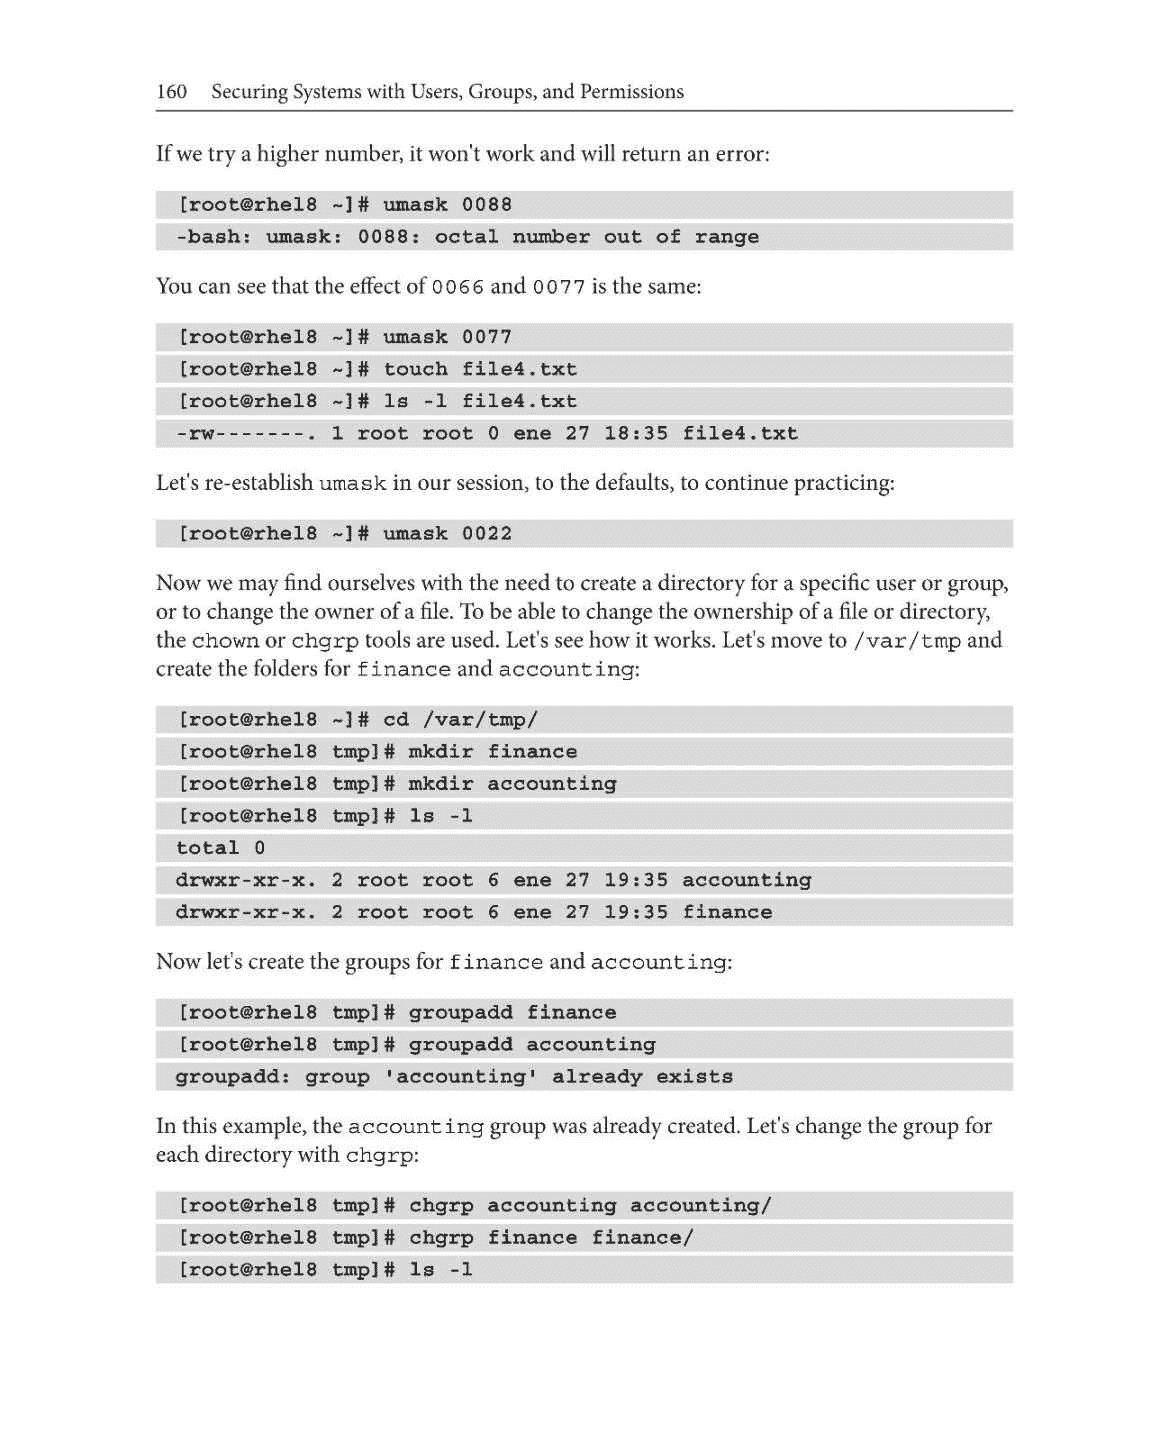 160 Securing Systems with Users, Groups, and Permissions
If we try a higher number, it won't work and will return an error:
[root@rhel8 ~]# umask 0088
-bash: umask: 0088: octal number out of range
You can see that the effect of 0066 and 0077 is the same:
[root@rhel8 ~]# umask 0077
[root@rhel8 ~]# touch file4.txt
[root@rhel8 ~]# ls -l file4.txt
-rw-------. 1 root root 0 ene 27 18:35 file4.txt
Let's re-establish umask in our session, to the defaults, to continue practicing:
[root@rhel8 ~]# umask 0022
Now we may find ourselves with the need to create a directory for a specific user or group,
or to change the owner of a file. To be able to change the ownership of a file or directory,
the chown or chgrp tools are used. Let's see how it works. Let's move to /var/tmp and
create the folders for finance and accounting:
[root@rhel8 ~]# cd /var/tmp/
[root@rhel8 tmp]# mkdir finance
[root@rhel8 tmp]# mkdir accounting
[root@rhel8 tmp]# ls -l
total 0
drwxr-xr-x. 2 root root 6 ene 27 19:35 accounting
drwxr-xr-x. 2 root root 6 ene 27 19:35 finance
Now let's create the groups for finance and accounting:
[root@rhel8 tmp]# groupadd finance
[root@rhel8 tmp]# groupadd accounting
groupadd: group 'accounting' already exists
In this example, the accounting group was already created. Let's change the group for
each directory with chgrp:
[root@rhel8 tmp]# chgrp accounting accounting/
[root@rhel8 tmp]# chgrp finance finance/
[root@rhel8 tmp]# ls -l